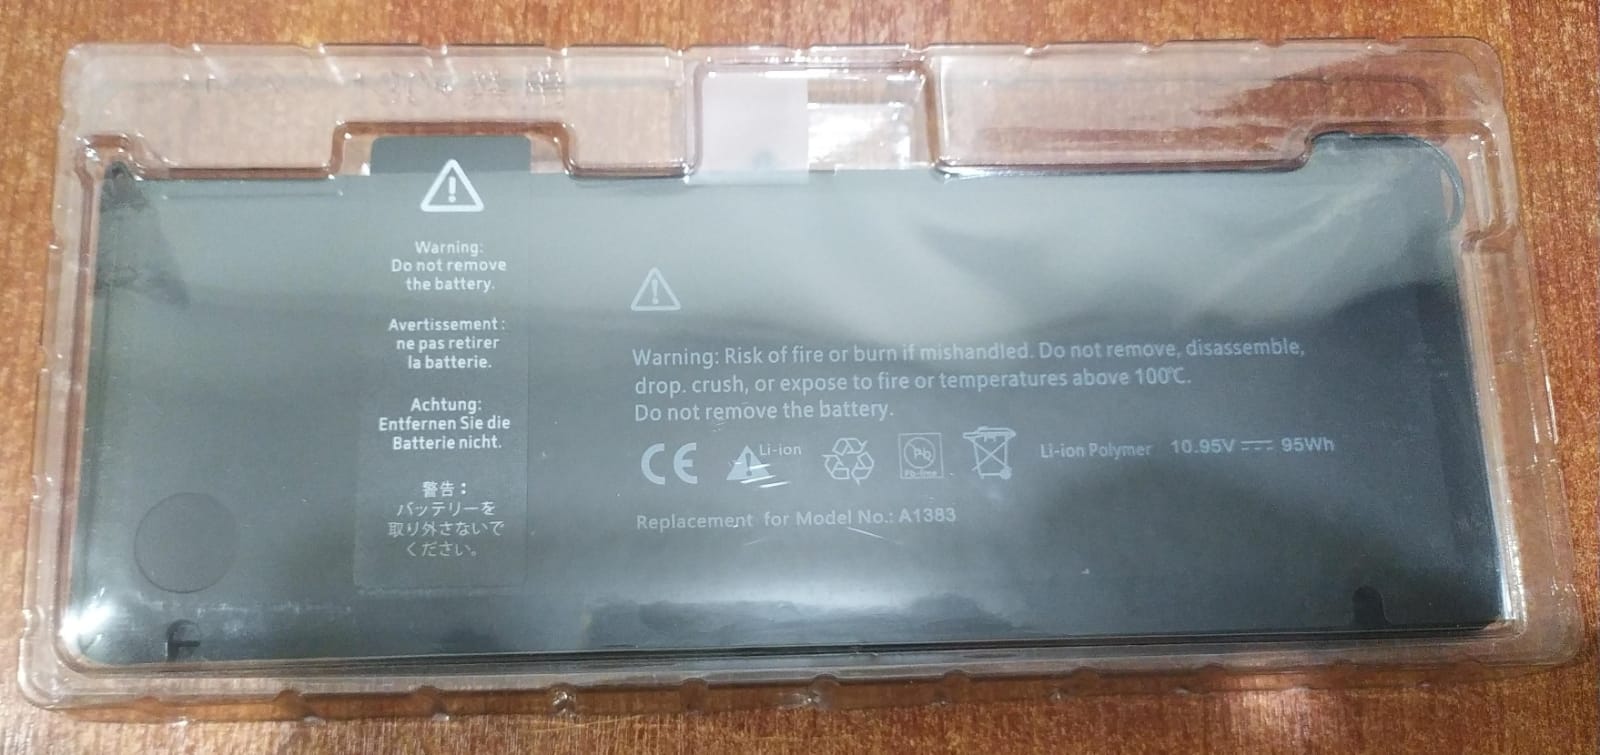 Warning:
Do not remove
the battery.
Avertissement :
ne pas retirer
la batterie.
Achtung:
Entfernen Sie die
Batterie nicht.
警告：
バッテリーを
取り外さないで
ください。
Warning: Risk of fire or burn if mishandled. Do not remove, disassemble,
drop. crush, or expose to fire or temperatures above 100℃.
Do not remove the battery.
CE Li-ion Pb Pb-free Li-ion Polymer 10.95V ⎓ 95Wh
Replacement for Model No.: A1383